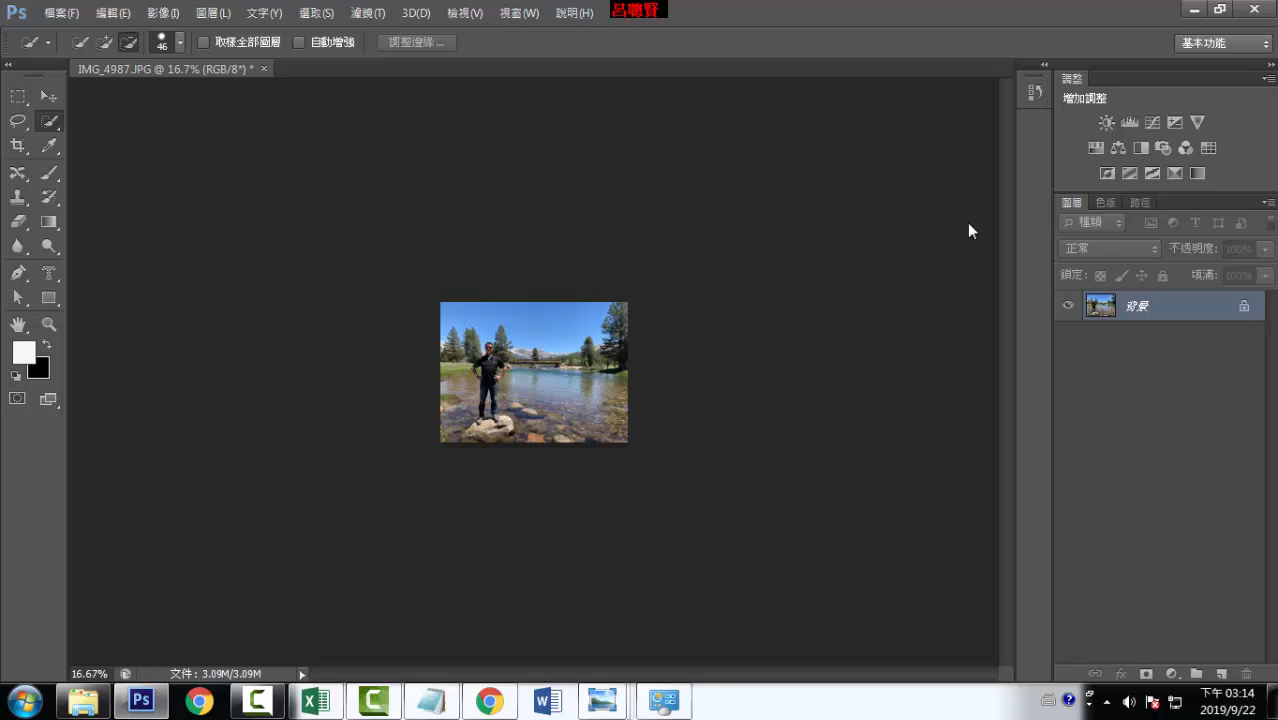 Ps 檔案(F) 編輯(E) 影像(I) 圖層(L) 文字(Y) 選取(S) 濾鏡(T) 3D(D) 檢視(V) 視窗(W) 說明(H) 呂聰賢
46 取樣全部圖層 自動增強 調整邊緣... 基本功能
IMG_4987.JPG @ 16.7% (RGB/8*) * ×
調整
增加調整
圖層 色板 路徑
種類
正常 不透明度: 100%
鎖定: 填滿: 100%
背景
16.67% 文件: 3.09M/3.09M
下午 03:14
2019/9/22